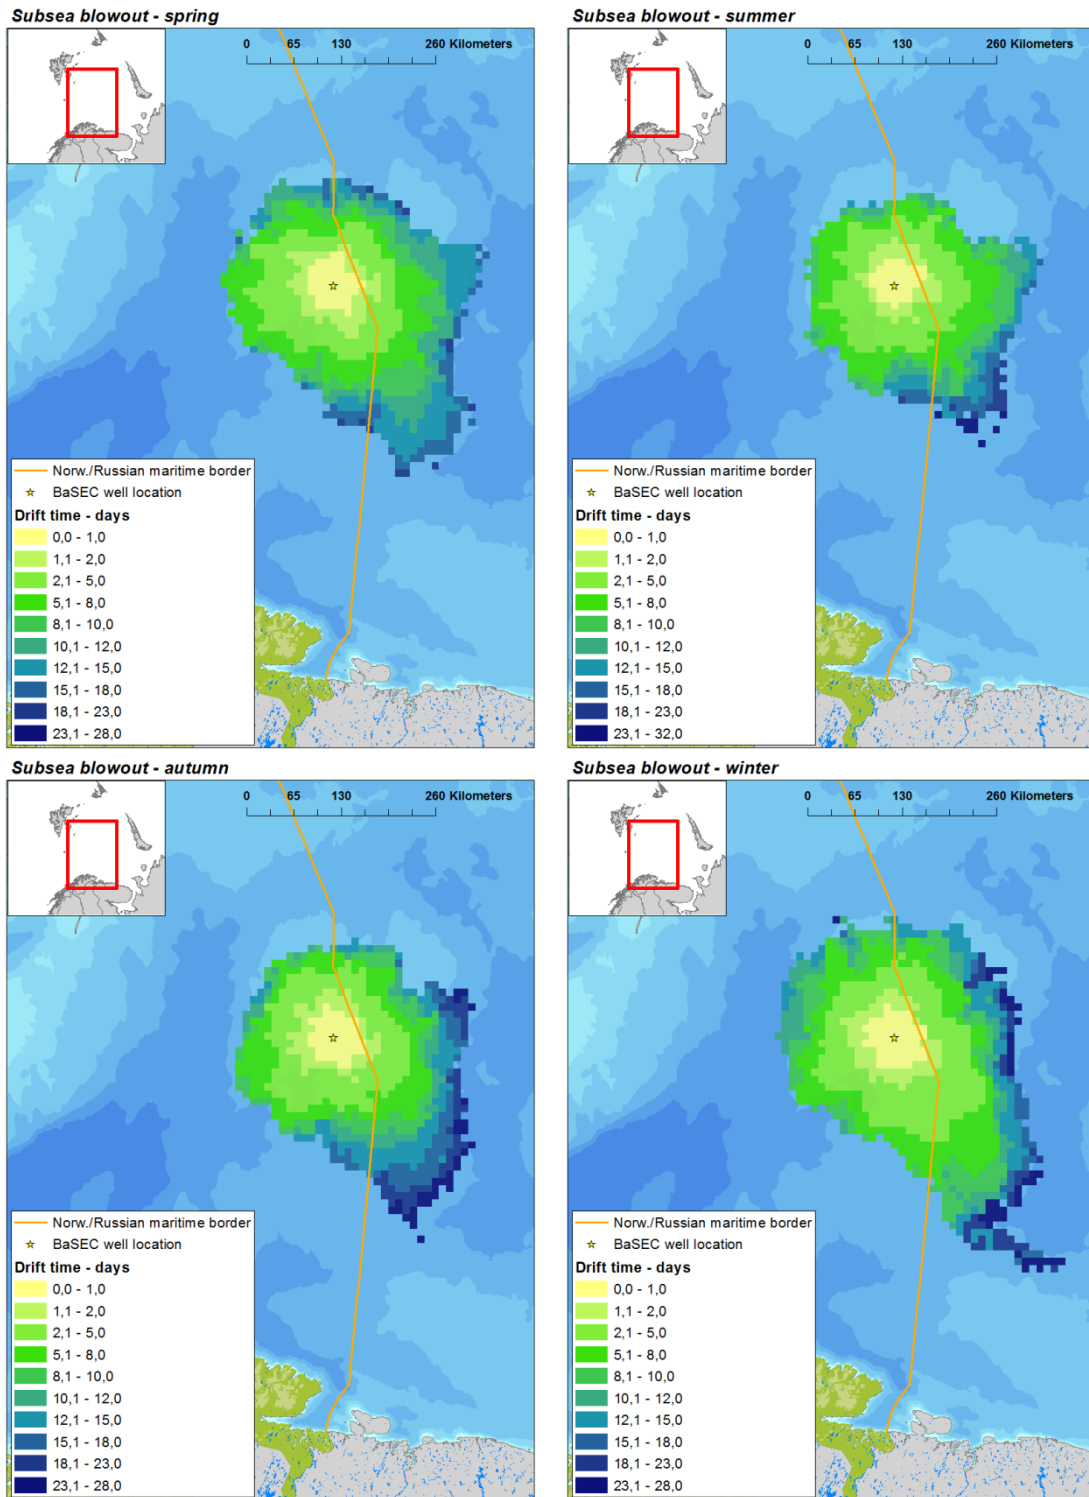 Subsea blowout - spring
0 65 130 260 Kilometers
Norw./Russian maritime border
BaSEC well location
Drift time - days
0,0 - 1,0
1,1 - 2,0
2,1 - 5,0
5,1 - 8,0
8,1 - 10,0
10,1 - 12,0
12,1 - 15,0
15,1 - 18,0
18,1 - 23,0
23,1 - 28,0
Subsea blowout - summer
0 65 130 260 Kilometers
Norw./Russian maritime border
BaSEC well location
Drift time - days
0,0 - 1,0
1,1 - 2,0
2,1 - 5,0
5,1 - 8,0
8,1 - 10,0
10,1 - 12,0
12,1 - 15,0
15,1 - 18,0
18,1 - 23,0
23,1 - 32,0
Subsea blowout - autumn
0 65 130 260 Kilometers
Norw./Russian maritime border
BaSEC well location
Drift time - days
0,0 - 1,0
1,1 - 2,0
2,1 - 5,0
5,1 - 8,0
8,1 - 10,0
10,1 - 12,0
12,1 - 15,0
15,1 - 18,0
18,1 - 23,0
23,1 - 28,0
Subsea blowout - winter
0 65 130 260 Kilometers
Norw./Russian maritime border
BaSEC well location
Drift time - days
0,0 - 1,0
1,1 - 2,0
2,1 - 5,0
5,1 - 8,0
8,1 - 10,0
10,1 - 12,0
12,1 - 15,0
15,1 - 18,0
18,1 - 23,0
23,1 - 28,0